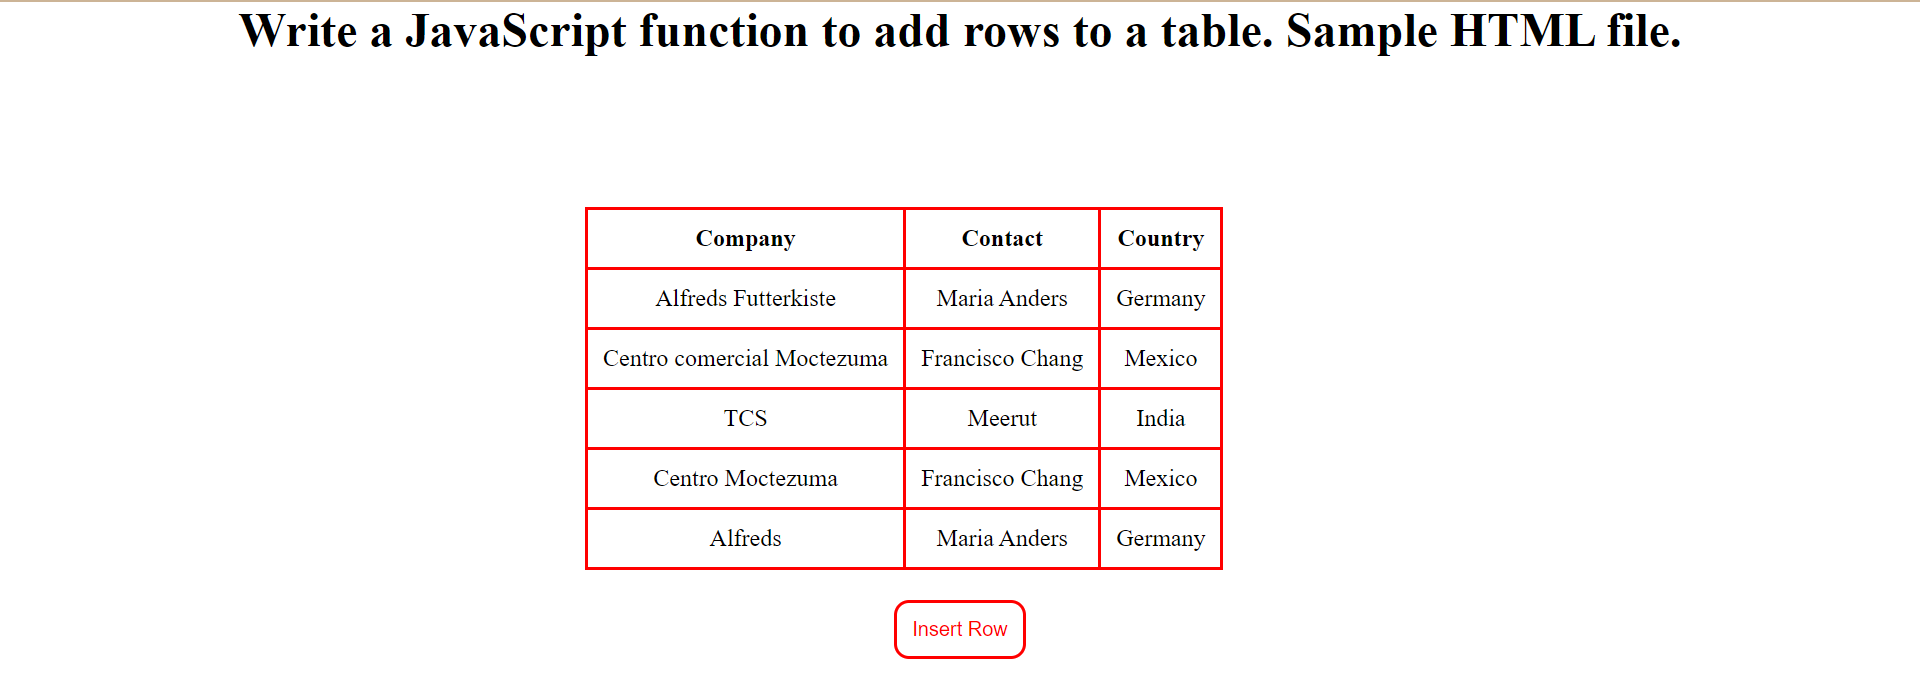 Write a JavaScript function to add rows to a table. Sample HTML file.
Company Contact Country
Alfreds Futterkiste Maria Anders Germany
Centro comercial Moctezuma Francisco Chang Mexico
TCS Meerut India
Centro Moctezuma Francisco Chang Mexico
Alfreds Maria Anders Germany
Insert Row